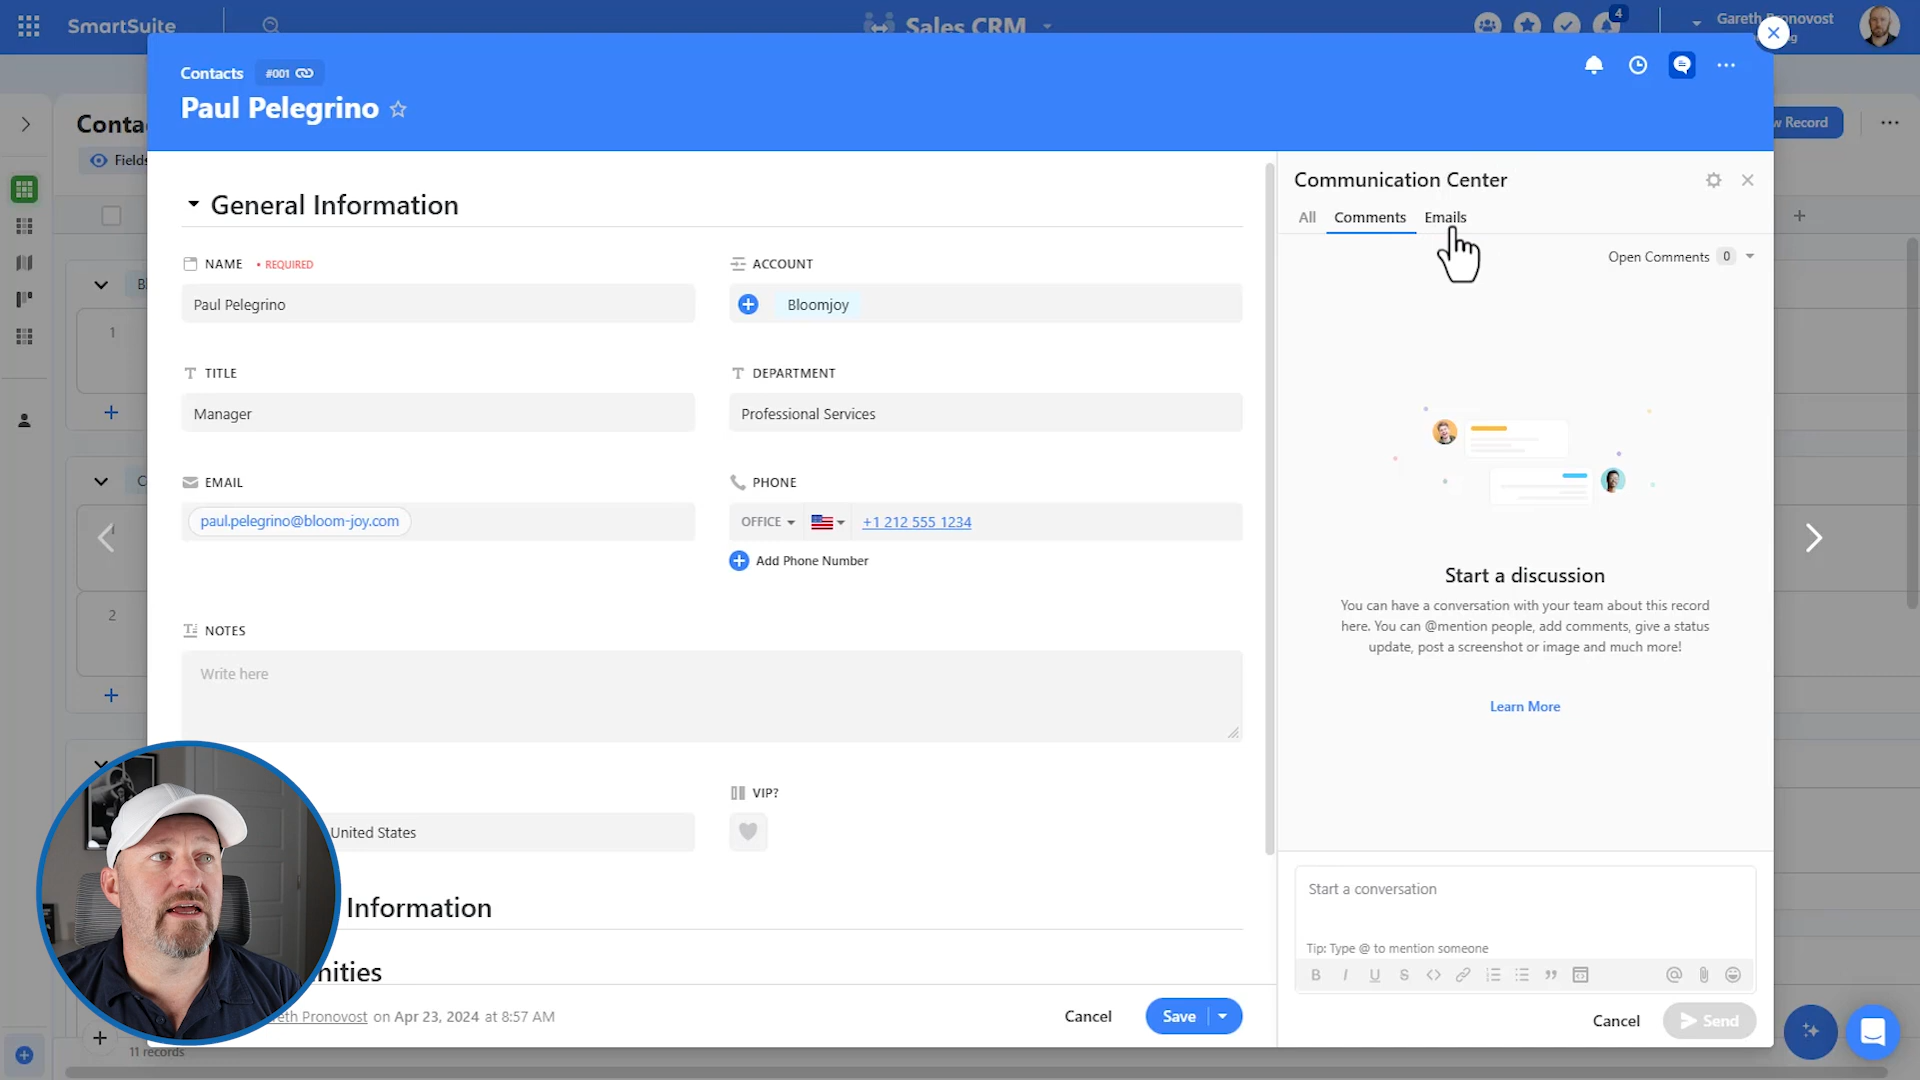 SmartSuite
Sales CRM
4
Gareth Pronovost
Contacts
#001
Paul Pelegrino
Conta
w Record
Fields
Communication Center
All
Comments
Emails
Open Comments 0
General Information
NAME
• REQUIRED
ACCOUNT
Paul Pelegrino
Bloomjoy
1
TITLE
DEPARTMENT
Manager
Professional Services
EMAIL
PHONE
paul.pelegrino@bloom-joy.com
OFFICE
+1 212 555 1234
Add Phone Number
Start a discussion
You can have a conversation with your team about this record
here. You can @mention people, add comments, give a status
update, post a screenshot or image and much more!
Learn More
2
NOTES
Write here
VIP?
United States
Information
nities
Start a conversation
Tip: Type @ to mention someone
B I U S
Cancel
Save
Cancel
Send
eth Pronovost on Apr 23, 2024 at 8:57 AM
11 records